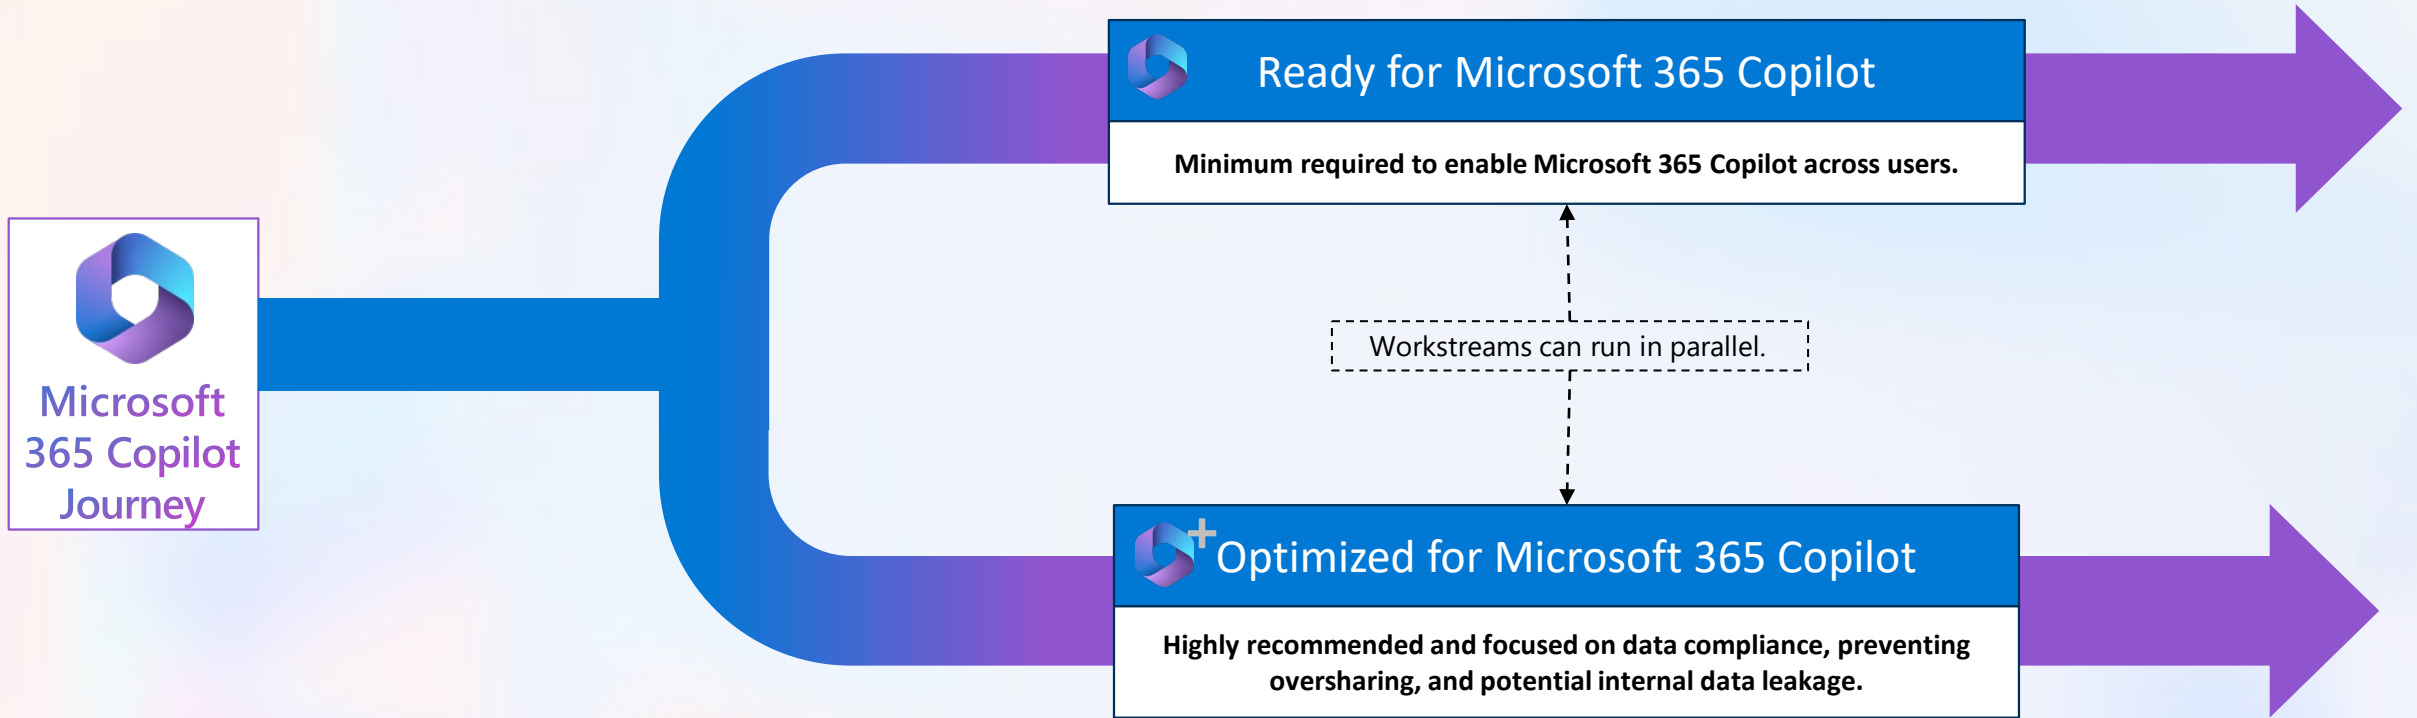 Microsoft
365 Copilot
Journey
Ready for Microsoft 365 Copilot
Minimum required to enable Microsoft 365 Copilot across users.
Workstreams can run in parallel.
Optimized for Microsoft 365 Copilot
Highly recommended and focused on data compliance, preventing
oversharing, and potential internal data leakage.